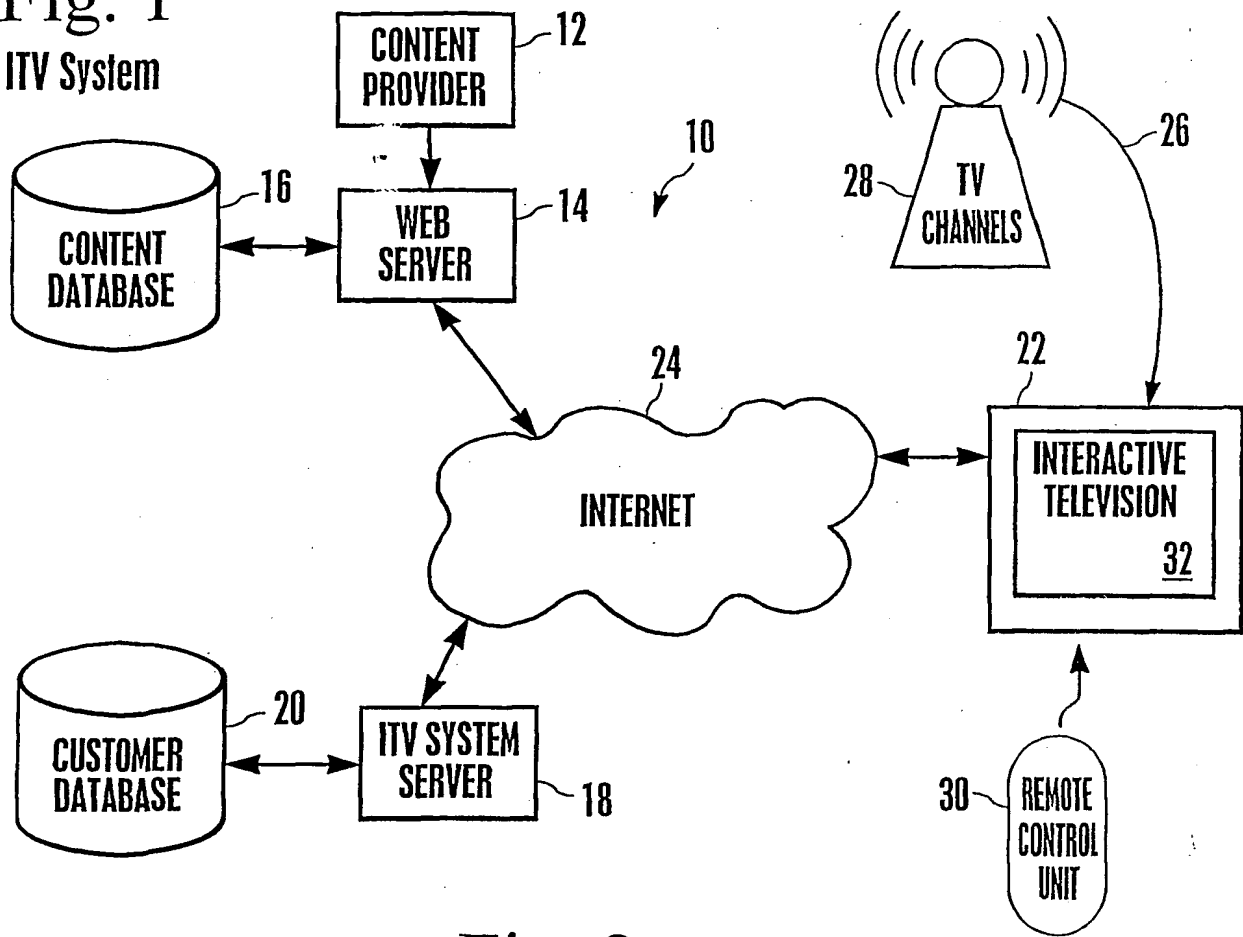 Fig. 1
ITV System
CONTENT
PROVIDER
12
10
26
28
TV
CHANNELS
16
CONTENT
DATABASE
14
WEB
SERVER
24
22
INTERNET
INTERACTIVE
TELEVISION
32
20
CUSTOMER
DATABASE
ITV SYSTEM
SERVER
18
30
REMOTE
CONTROL
UNIT